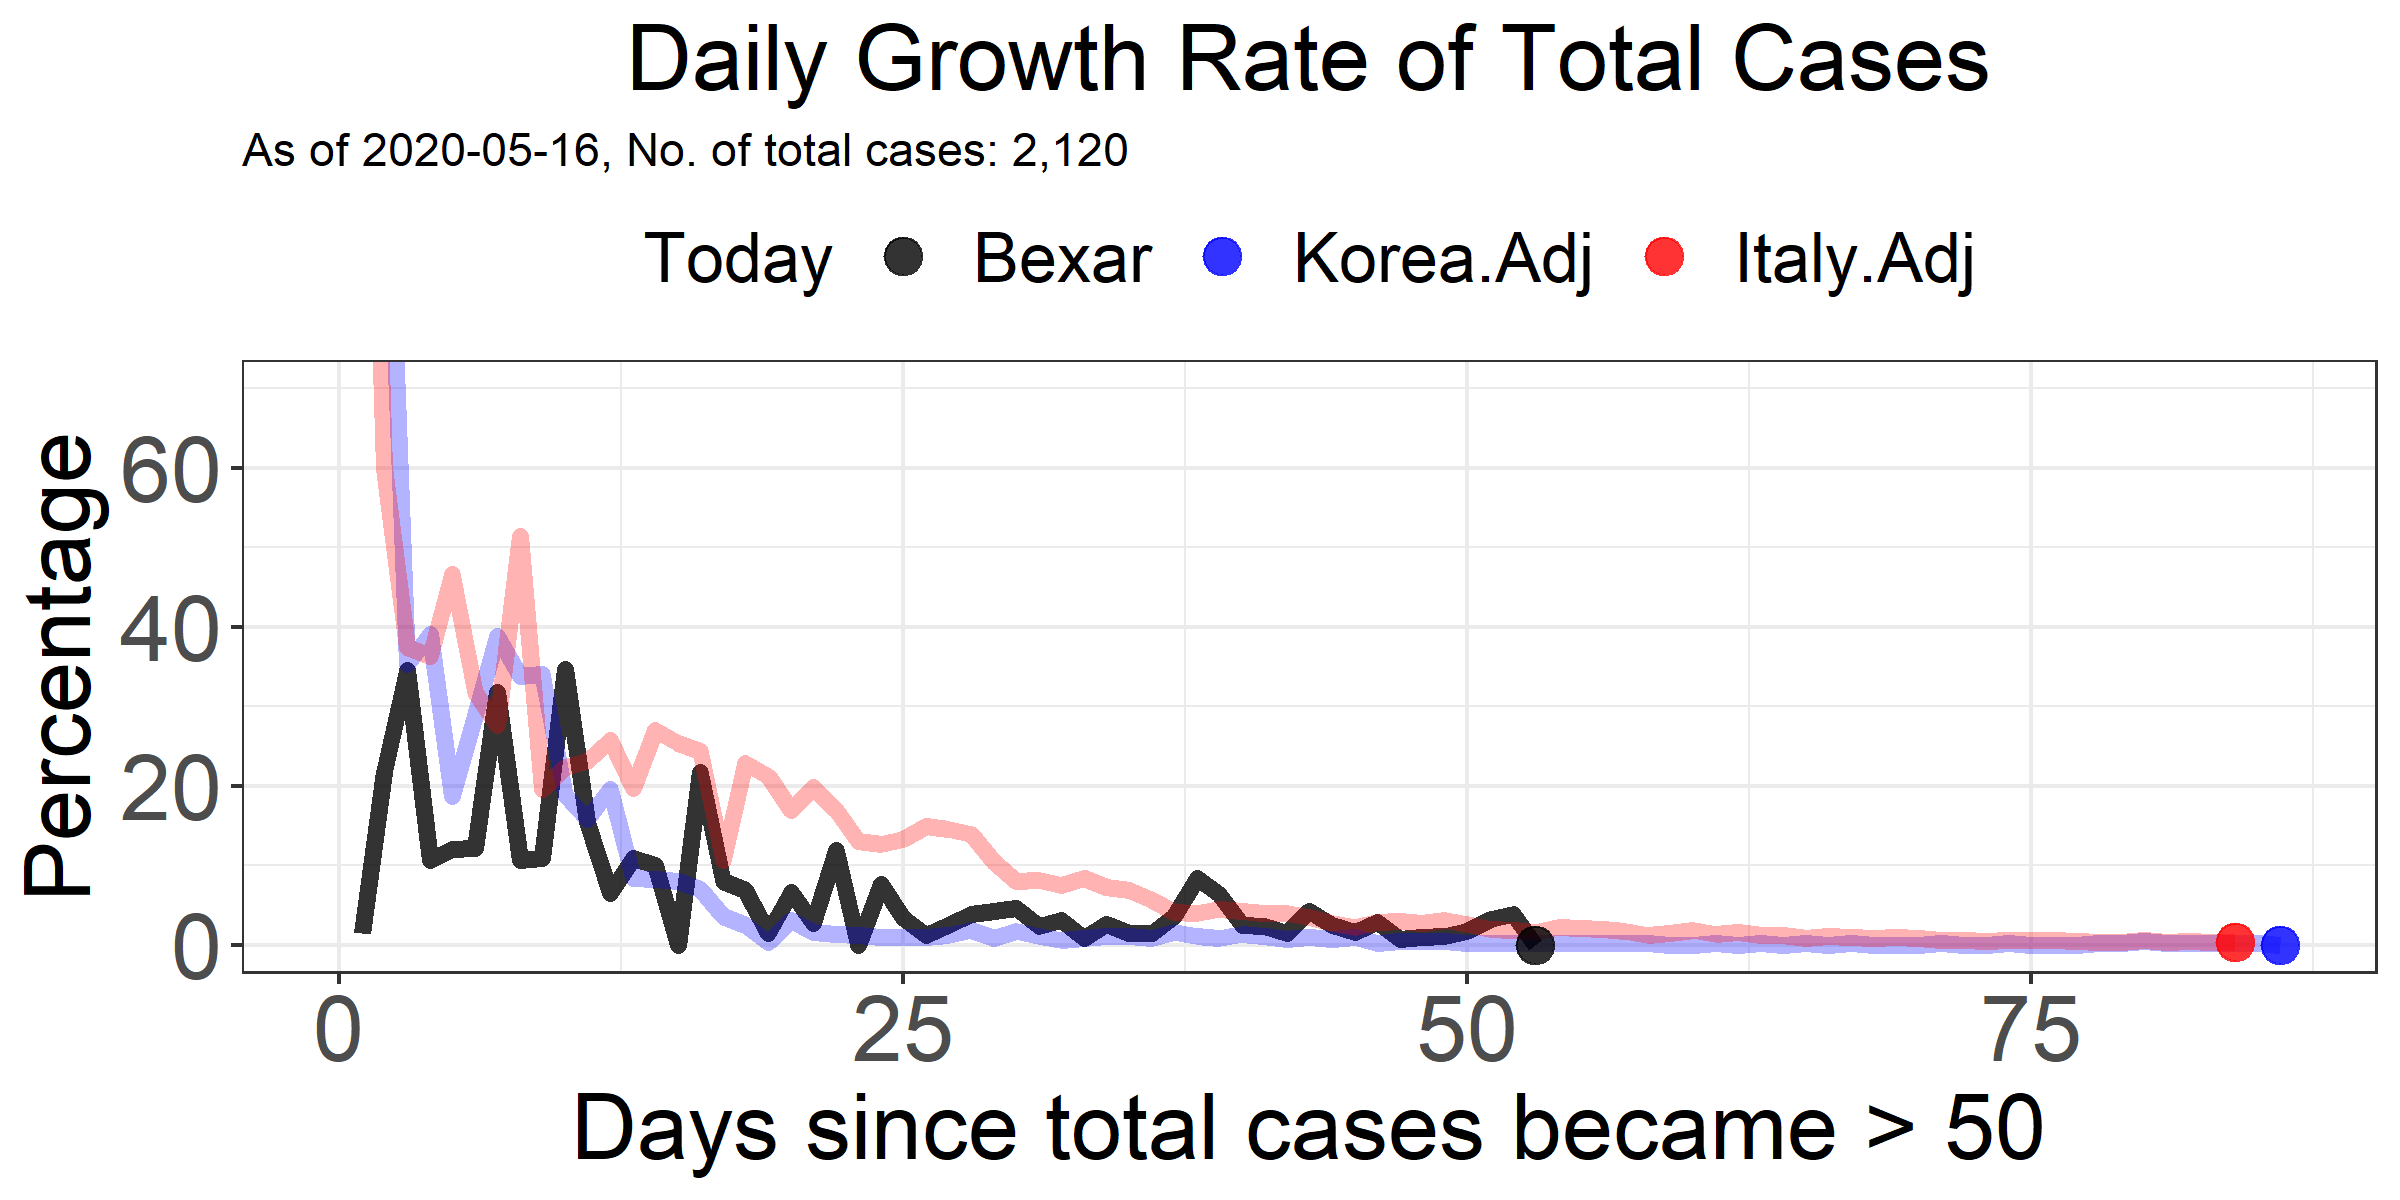 Daily Growth Rate of Total Cases
As of 2020-05-16, No. of total cases: 2,120
Today Bexar Korea.Adj Italy.Adj
Percentage
60
40
20
0
0 25 50 75
Days since total cases became > 50